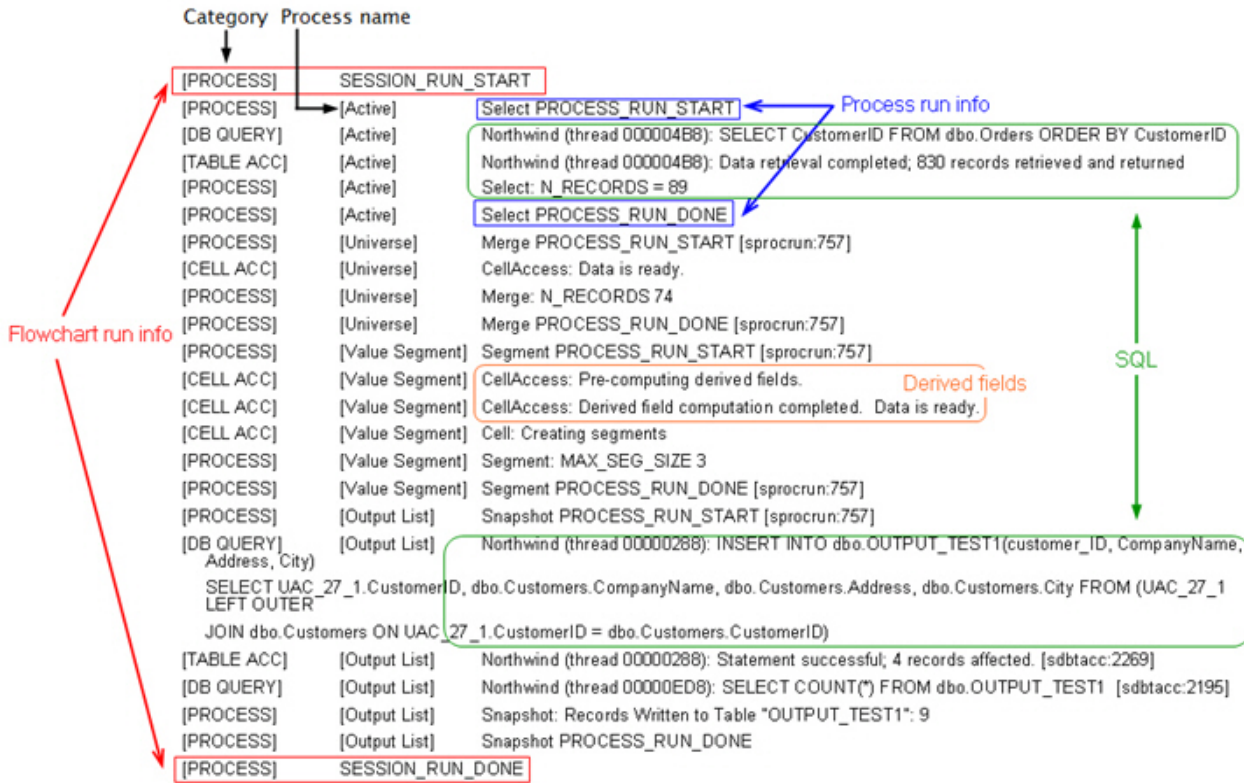 Category Process name
[PROCESS] SESSION_RUN_START
[PROCESS] [Active] Select PROCESS_RUN_START Process run info
[DB QUERY] [Active] Northwind (thread 000004B8): SELECT CustomerID FROM dbo.Orders ORDER BY CustomerID
[TABLE ACC] [Active] Northwind (thread 000004B8): Data retrieval completed; 830 records retrieved and returned
[PROCESS] [Active] Select: N_RECORDS = 89
[PROCESS] [Active] Select PROCESS_RUN_DONE
[PROCESS] [Universe] Merge PROCESS_RUN_START [sprocrun:757]
[CELL ACC] [Universe] CellAccess: Data is ready.
[PROCESS] [Universe] Merge: N_RECORDS 74
[PROCESS] [Universe] Merge PROCESS_RUN_DONE [sprocrun:757]
Flowchart run info
[PROCESS] [Value Segment] Segment PROCESS_RUN_START [sprocrun:757]
SQL
[CELL ACC] [Value Segment] CellAccess: Pre-computing derived fields. Derived fields
[CELL ACC] [Value Segment] CellAccess: Derived field computation completed. Data is ready.
[CELL ACC] [Value Segment] Cell: Creating segments
[PROCESS] [Value Segment] Segment: MAX_SEG_SIZE 3
[PROCESS] [Value Segment] Segment PROCESS_RUN_DONE [sprocrun:757]
[PROCESS] [Output List] Snapshot PROCESS_RUN_START [sprocrun:757]
[DB QUERY] [Output List] Northwind (thread 00000288): INSERT INTO dbo.OUTPUT_TEST1(customer_ID, CompanyName,
Address, City)
SELECT UAC_27_1.CustomerID, dbo.Customers.CompanyName, dbo.Customers.Address, dbo.Customers.City FROM (UAC_27_1
LEFT OUTER
JOIN dbo.Customers ON UAC_27_1.CustomerID = dbo.Customers.CustomerID)
[TABLE ACC] [Output List] Northwind (thread 00000288): Statement successful; 4 records affected. [sdbtacc:2269]
[DB QUERY] [Output List] Northwind (thread 00000ED8): SELECT COUNT(*) FROM dbo.OUTPUT_TEST1 [sdbtacc:2195]
[PROCESS] [Output List] Snapshot: Records Written to Table "OUTPUT_TEST1": 9
[PROCESS] [Output List] Snapshot PROCESS_RUN_DONE
[PROCESS] SESSION_RUN_DONE